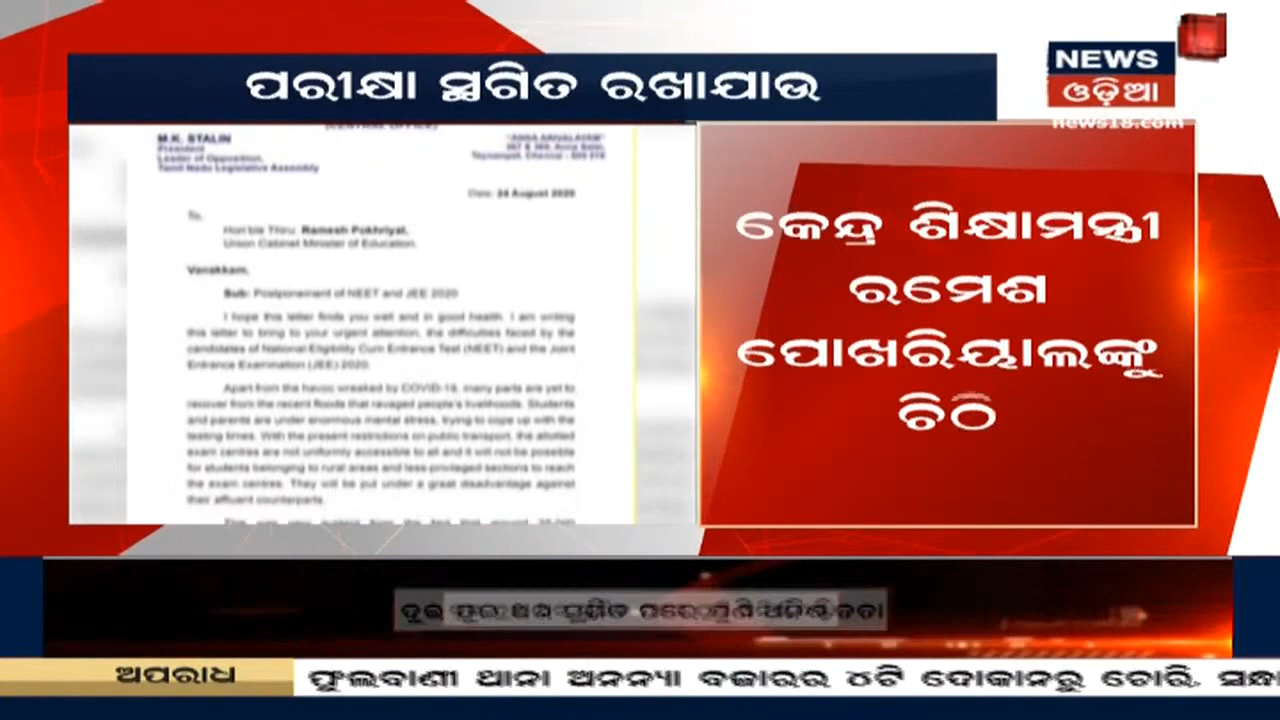 ପରୀକ୍ଷା ସ୍ଥଗିତ ରଖାଯାଉ
NEWS
ଓଡ଼ିଆ
news18.com
M.K. STALIN
President
Leader of Opposition,
Tamil Nadu Legislative Assembly
Date: 24 August 2020
To,
Hon'ble Thiru. Ramesh Pokhriyal,
Union Cabinet Minister of Education.
Vanakkam,
Sub: Postponement of NEET and JEE 2020
I hope this letter finds you well and in good health. I am writing
this letter to bring to your urgent attention, the difficulties faced by the
candidates of National Eligibility Cum Entrance Test (NEET) and the Joint
Entrance Examination (JEE) 2020.
Apart from the havoc wreaked by COVID-19, many parts are yet to
recover from the recent floods that ravaged people's livelihoods. Students
and parents are under enormous mental stress, trying to cope up with the
testing times. With the present restrictions on public transport, the allotted
exam centres are not uniformly accessible to all and it will not be possible
for students belonging to rural areas and less-privileged sections to reach
the exam centres. They will be put under a great disadvantage against
their affluent counterparts.
କେନ୍ଦ୍ର ଶିକ୍ଷାମନ୍ତ୍ରୀ
ରମେଶ
ପୋଖରିୟାଲଙ୍କୁ
ଚିଠି
ଅପରାଧ
ଫୁଲବାଣୀ ଥାନା ଅନନ୍ୟା ବଜାରର ୪ଟି ଦୋକାନରୁ ଚୋରି, ସନ୍ଧା